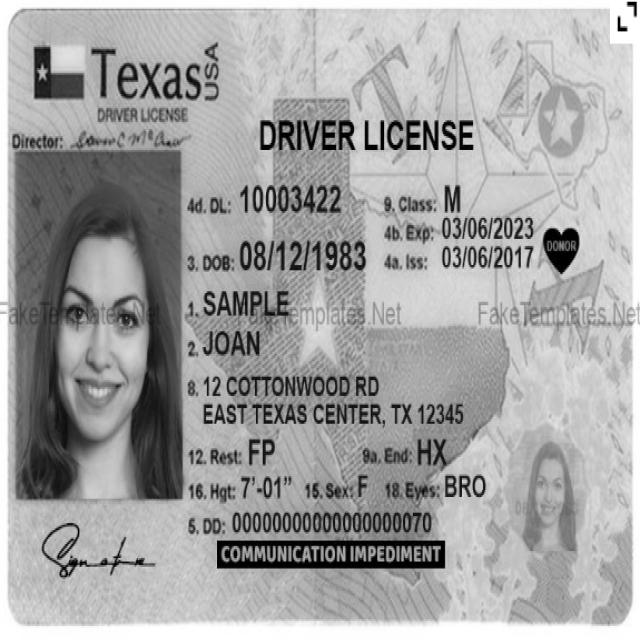 Texas USA
DRIVER LICENSE
Director:
DRIVER LICENSE
4d. DL: 10003422 9. Class: M
4b. Exp: 03/06/2023
3. DOB: 08/12/1983 4a. Iss: 03/06/2017
DONOR
1. SAMPLE
FakeTemplates.Net FakeTemplates.Net FakeTemplates.Net
2. JOAN
8. 12 COTTONWOOD RD
EAST TEXAS CENTER, TX 12345
12. Rest: FP 9a. End: HX
16. Hgt: 7'-01" 15. Sex: F 18. Eyes: BRO
5. DD: 00000000000000000070
Signature
COMMUNICATION IMPEDIMENT